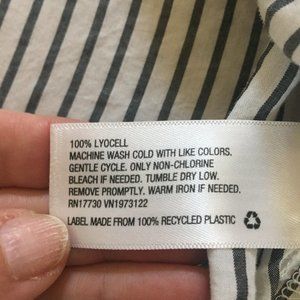 100% LYOCELL
MACHINE WASH COLD WITH LIKE COLORS.
GENTLE CYCLE. ONLY NON-CHLORINE
BLEACH IF NEEDED. TUMBLE DRY LOW.
REMOVE PROMPTLY. WARM IRON IF NEEDED.
RN17730 VN1973122
LABEL MADE FROM 100% RECYCLED PLASTIC